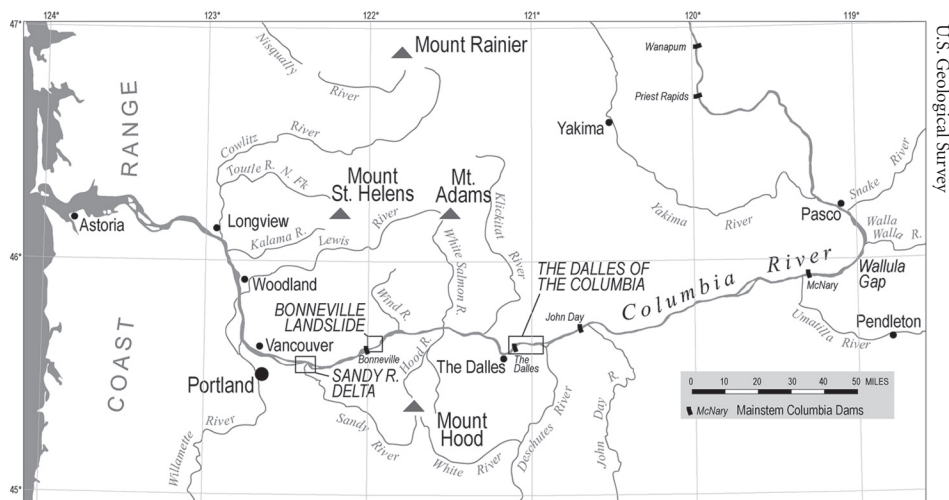 124°
123°
122°
121°
120°
119°
47°
46°
45°
U.S. Geological Survey
Nisqually
River
Mount Rainier
Wanapum
Priest Rapids
Yakima
Cowlitz
River
RANGE
Toutle R. N. Fk
Mount
St. Helens
Mt.
Adams
Klickitat
River
Yakima
River
Snake
River
Pasco
Walla
Walla R.
Astoria
Longview
Kalama R.
Lewis
River
White Salmon R.
Woodland
THE DALLES OF
THE COLUMBIA
Columbia
River
McNary
Wallula
Gap
BONNEVILLE
LANDSLIDE
Wind R.
John Day
Umatilla
River
Pendleton
COAST
Vancouver
Bonneville
Hood R.
The Dalles
The
Dalles
Portland
SANDY R.
DELTA
Sandy
River
Mount
Hood
White
River
Deschutes
River
John Day
R.
Willamette
River
0 10 20 30 40 50 MILES
McNary Mainstem Columbia Dams